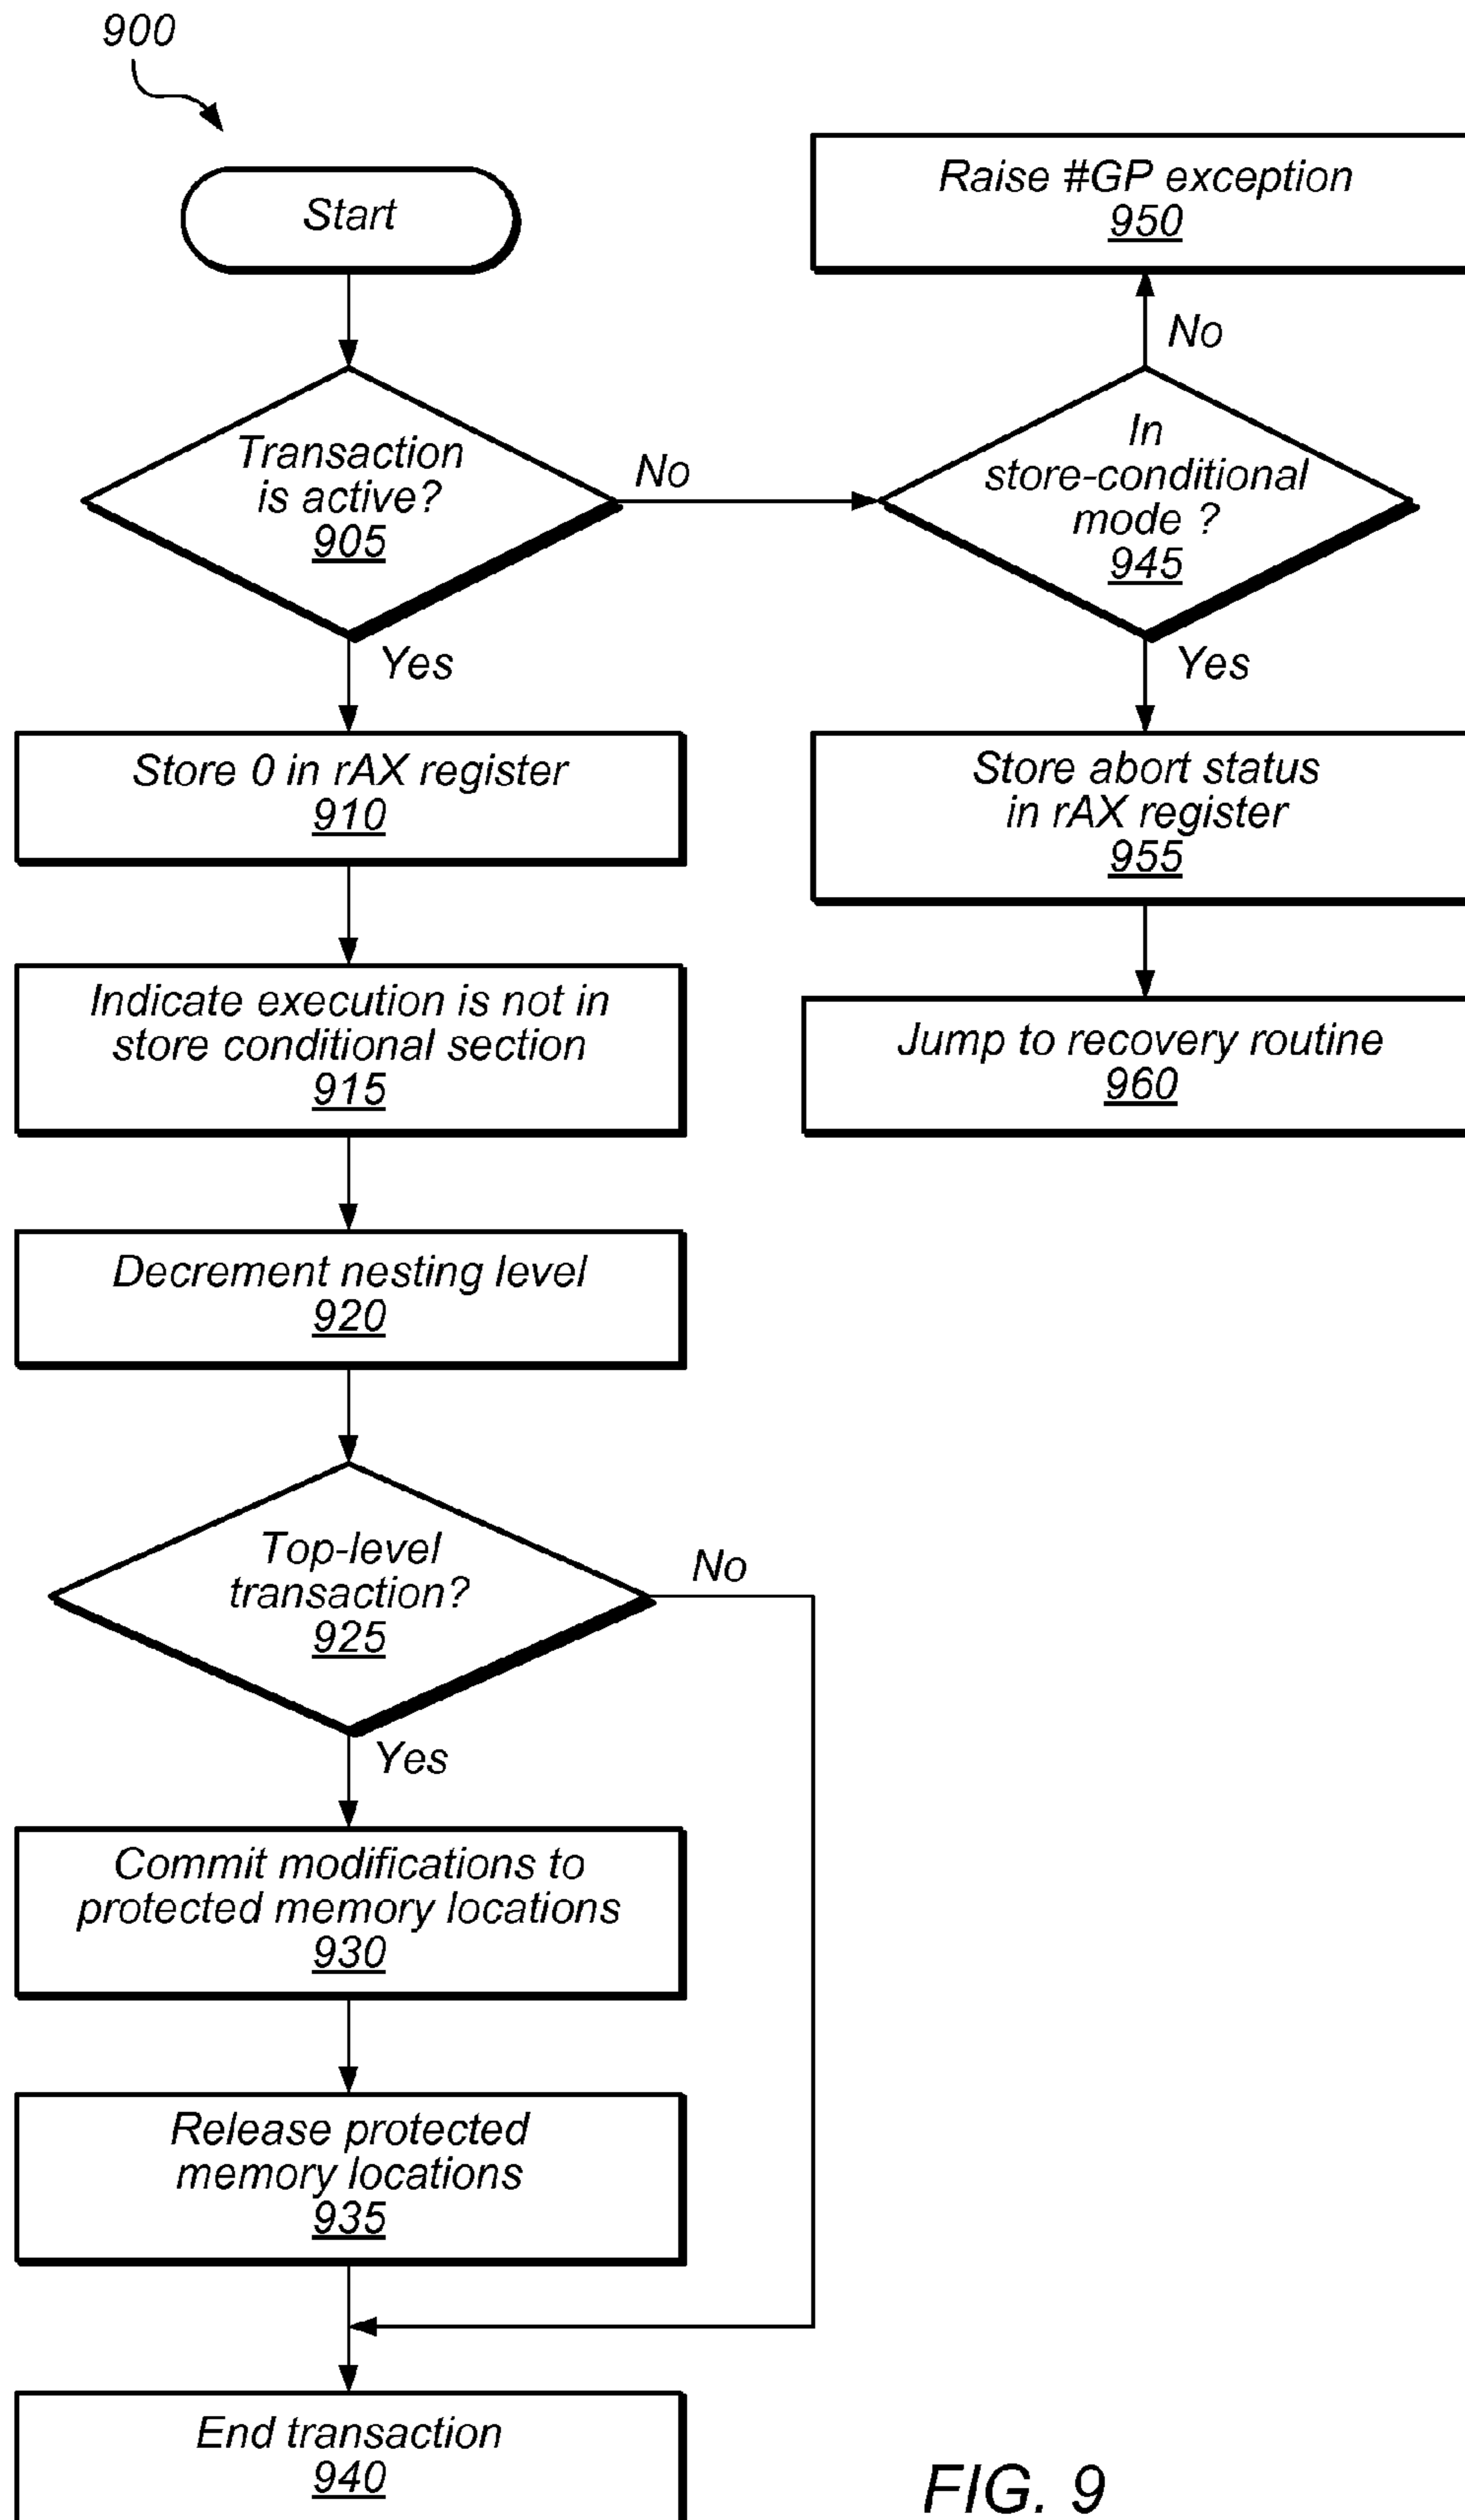 900
Start
Transaction
is active?
905
No
Yes
Store 0 in rAX register
910
Indicate execution is not in
store conditional section
915
Decrement nesting level
920
Top-level
transaction?
925
No
Yes
Commit modifications to
protected memory locations
930
Release protected
memory locations
935
End transaction
940
Raise #GP exception
950
No
In
store-conditional
mode ?
945
Yes
Store abort status
in rAX register
955
Jump to recovery routine
960
FIG. 9